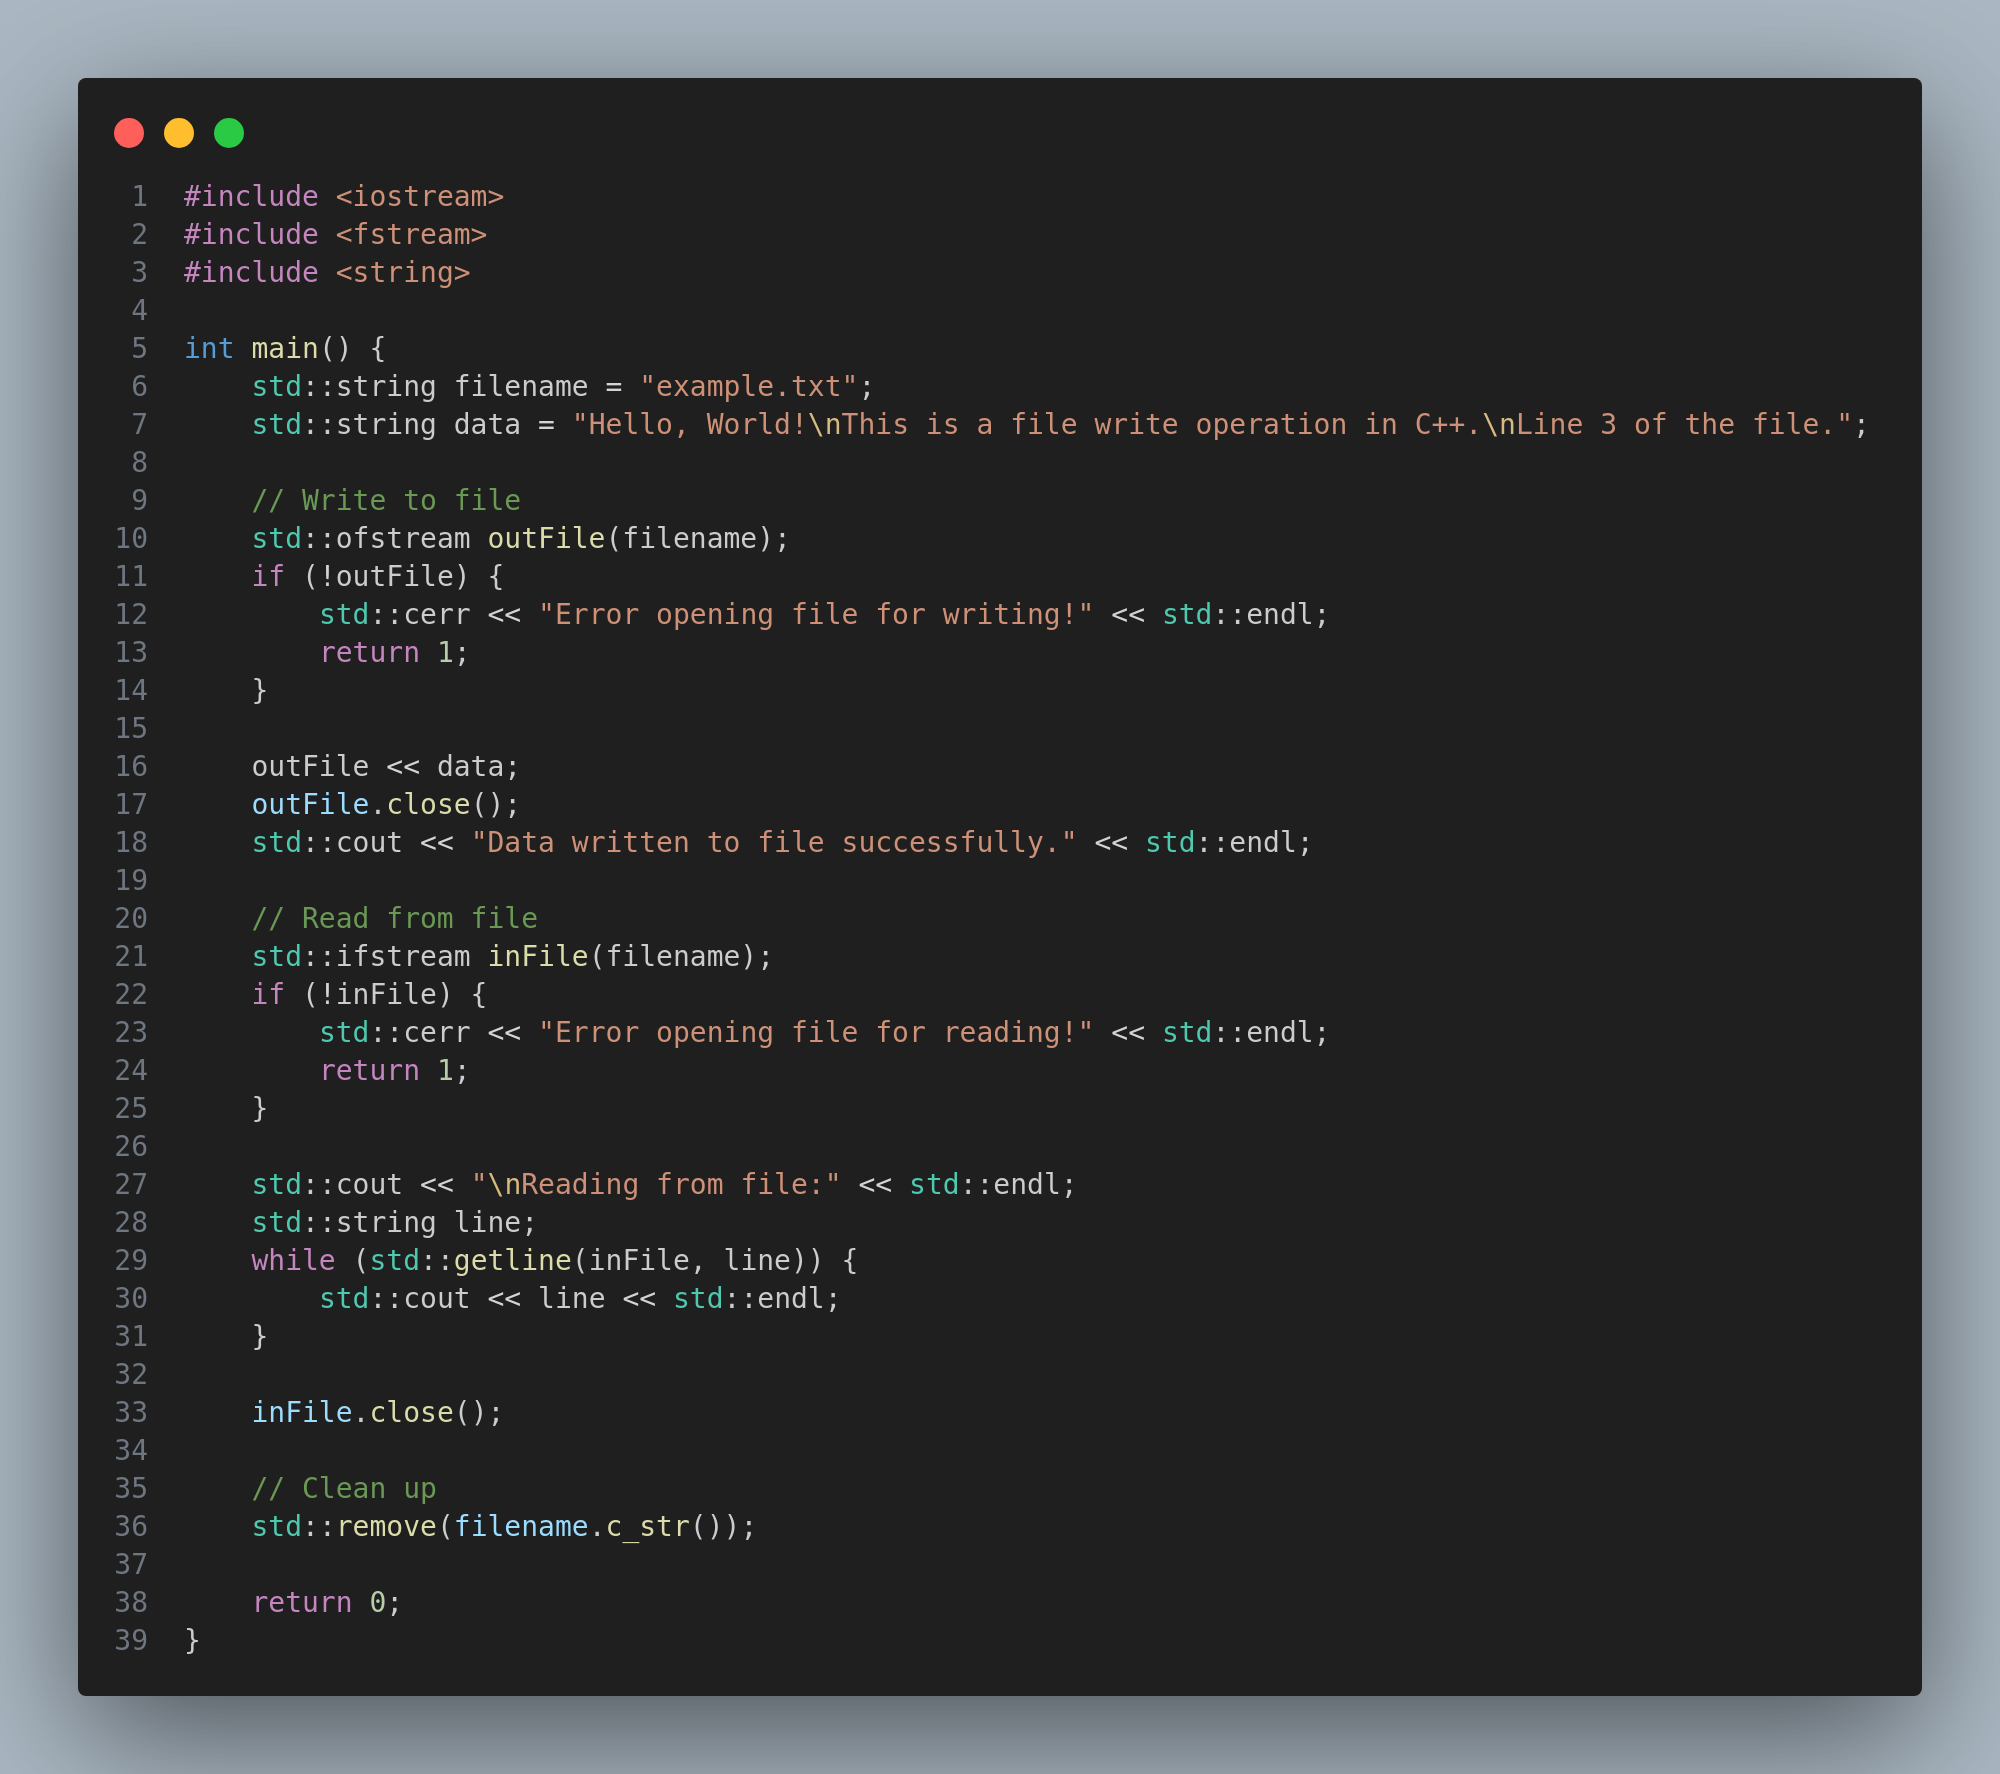 1 #include <iostream>
2 #include <fstream>
3 #include <string>
4
5 int main() {
6     std::string filename = "example.txt";
7     std::string data = "Hello, World!\nThis is a file write operation in C++.\nLine 3 of the file.";
8
9     // Write to file
10     std::ofstream outFile(filename);
11     if (!outFile) {
12         std::cerr << "Error opening file for writing!" << std::endl;
13         return 1;
14     }
15
16     outFile << data;
17     outFile.close();
18     std::cout << "Data written to file successfully." << std::endl;
19
20     // Read from file
21     std::ifstream inFile(filename);
22     if (!inFile) {
23         std::cerr << "Error opening file for reading!" << std::endl;
24         return 1;
25     }
26
27     std::cout << "\nReading from file:" << std::endl;
28     std::string line;
29     while (std::getline(inFile, line)) {
30         std::cout << line << std::endl;
31     }
32
33     inFile.close();
34
35     // Clean up
36     std::remove(filename.c_str());
37
38     return 0;
39 }